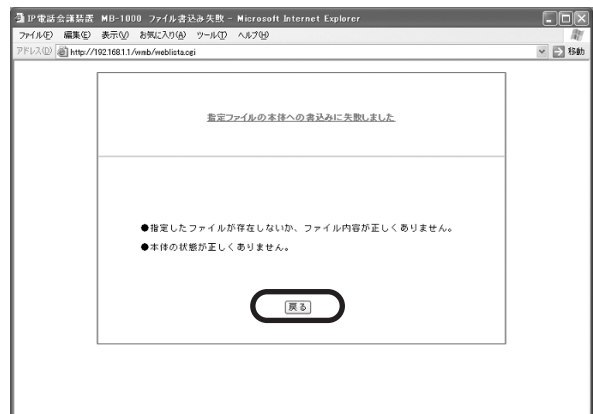 IP電話会議装置 MB-1000 ファイル書込み失敗 - Microsoft Internet Explorer
ファイル(F) 編集(E) 表示(V) お気に入り(A) ツール(T) ヘルプ(H)
アドレス(D) http://192.168.1.1/wmb/weblista.cgi 移動
指定ファイルの本体への書込みに失敗しました
●指定したファイルが存在しないか、ファイル内容が正しくありません。
●本体の状態が正しくありません。
戻る